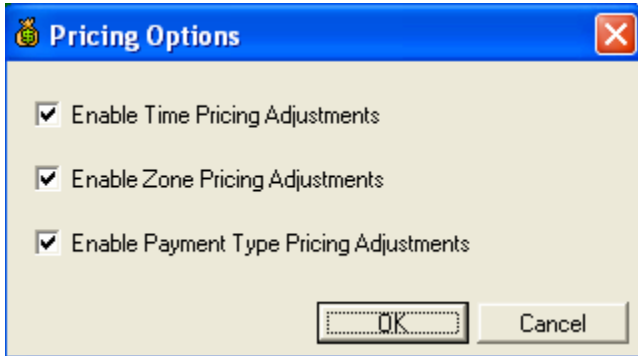 Pricing Options
Enable Time Pricing Adjustments
Enable Zone Pricing Adjustments
Enable Payment Type Pricing Adjustments
OK Cancel